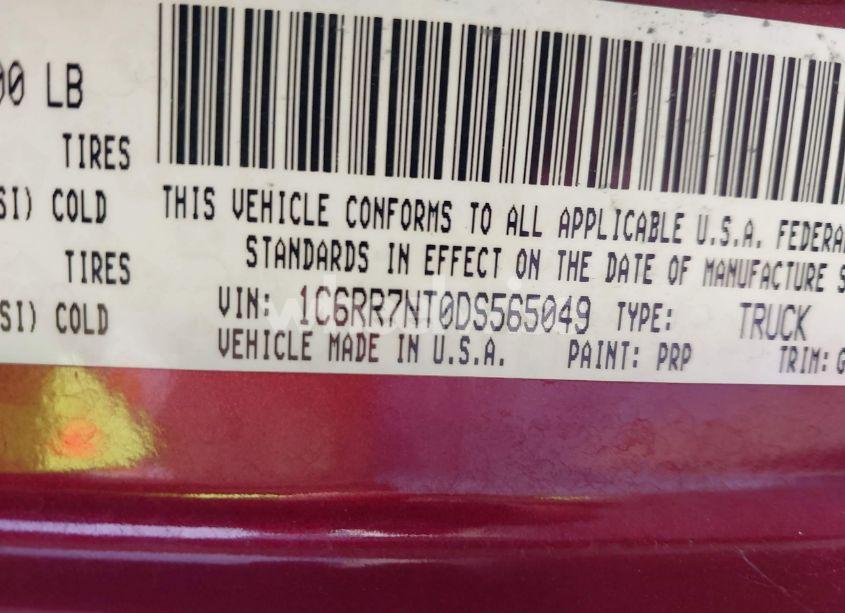 00 LB
TIRES
SI) COLD
TIRES
SI) COLD
THIS VEHICLE CONFORMS TO ALL APPLICABLE U.S.A. FEDERA
STANDARDS IN EFFECT ON THE DATE OF MANUFACTURE S
VIN: 1C6RR7NT0DS565049 TYPE: TRUCK
VEHICLE MADE IN U.S.A. PAINT: PRP TRIM: G